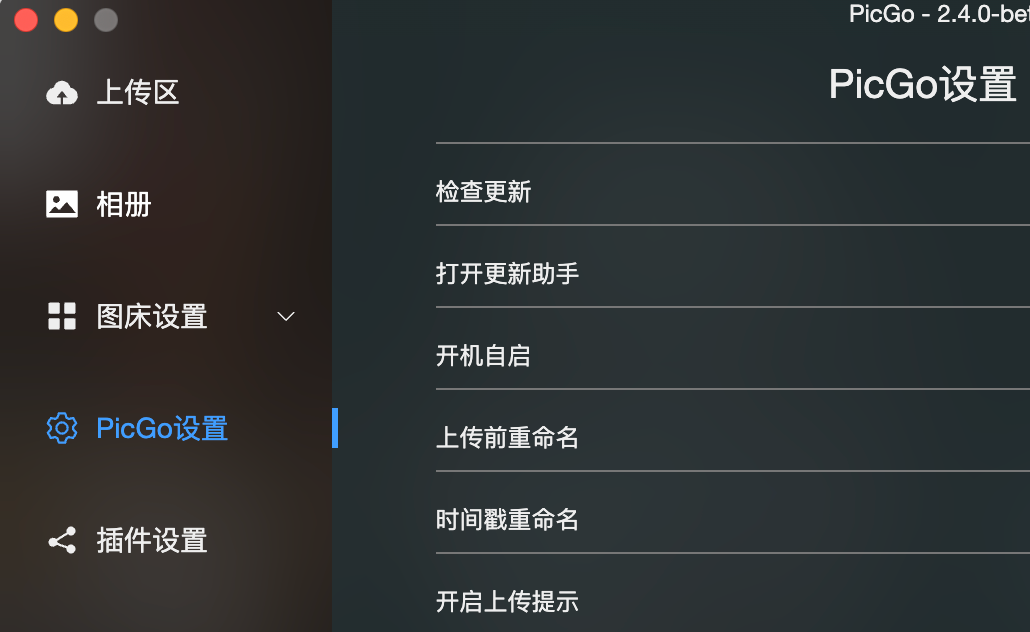 PicGo - 2.4.0-bet
上传区
相册
图床设置
PicGo设置
插件设置
PicGo设置
检查更新
打开更新助手
开机自启
上传前重命名
时间戳重命名
开启上传提示